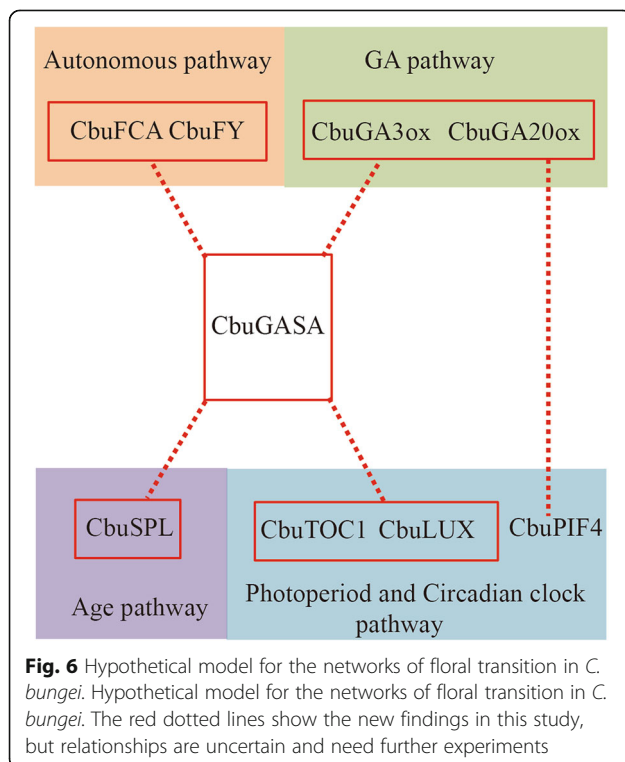 Autonomous pathway
GA pathway
CbuFCA CbuFY
CbuGA3ox CbuGA20ox
CbuGASA
CbuSPL
CbuTOC1 CbuLUX
CbuPIF4
Age pathway
Photoperiod and Circadian clock
pathway
Fig. 6 Hypothetical model for the networks of floral transition in C.
bungei. Hypothetical model for the networks of floral transition in C.
bungei. The red dotted lines show the new findings in this study,
but relationships are uncertain and need further experiments